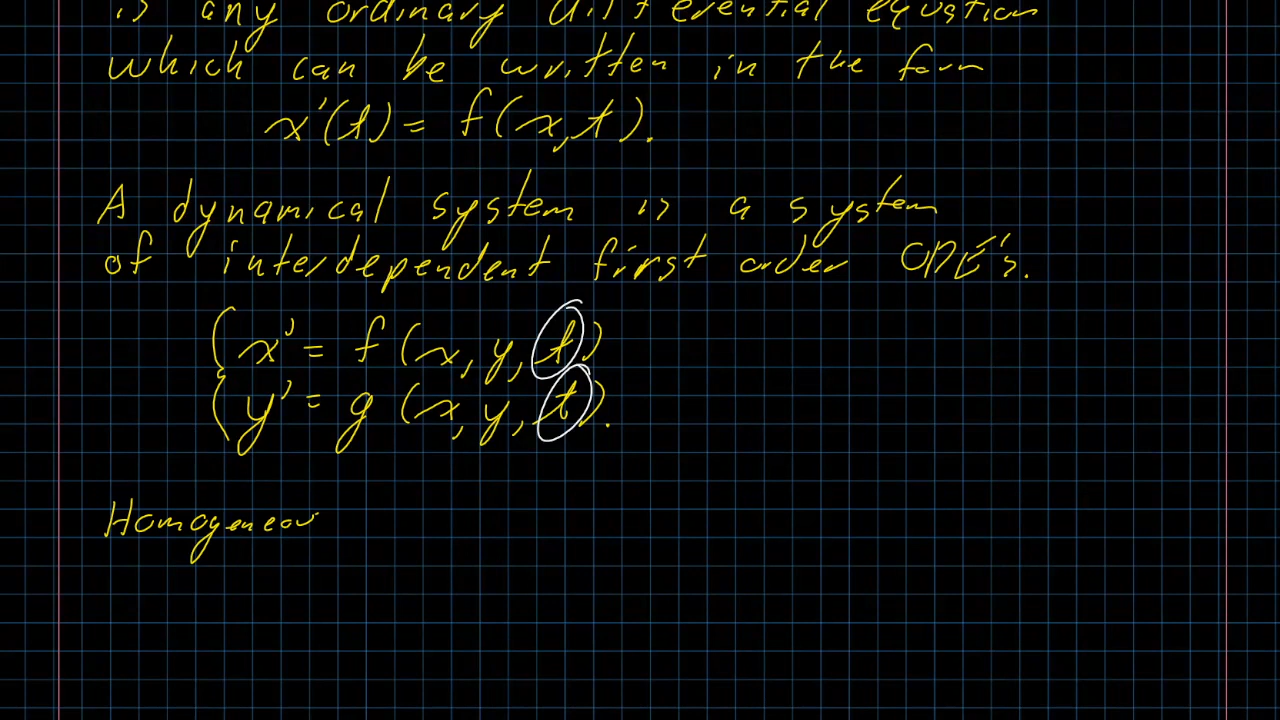 is any ordinary differential equation
which can be written in the form
x'(t) = f(x,t).
A dynamical system is a system
of interdependent first order ODE's.
{ x' = f (x, y, t)
{ y' = g (x, y, t).
Homogeneou